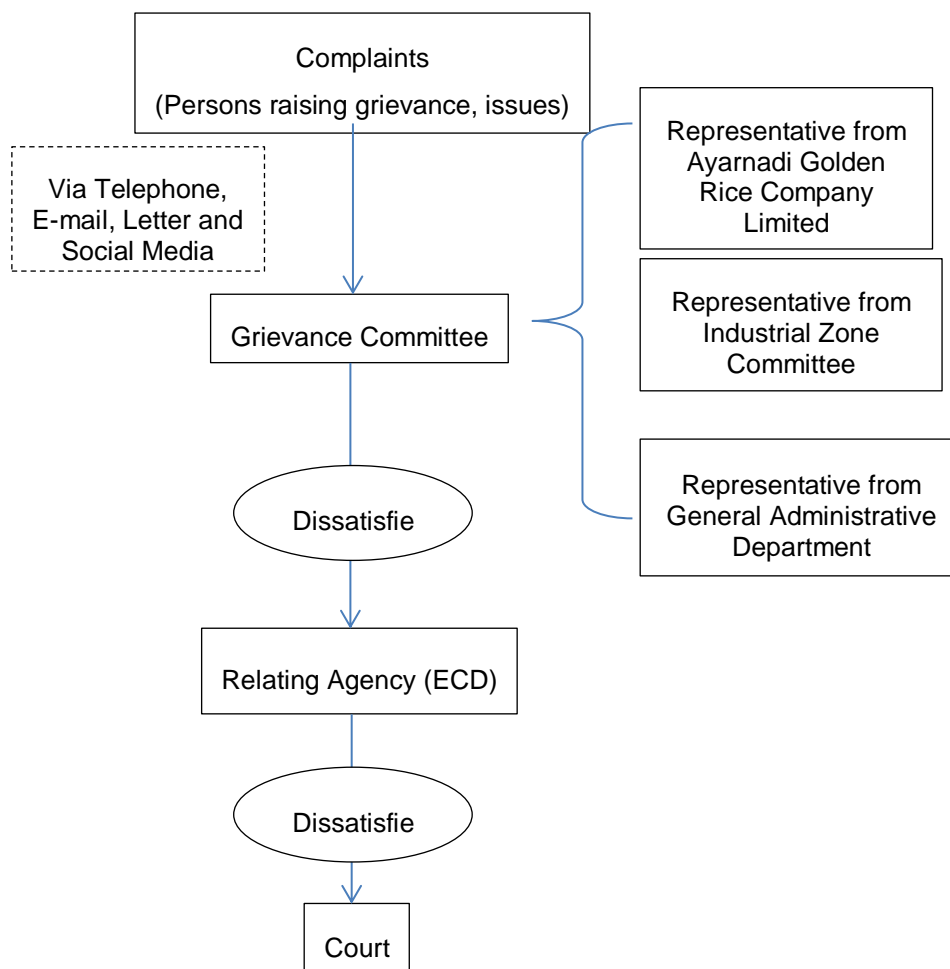 Complaints
(Persons raising grievance, issues)
Via Telephone,
E-mail, Letter and
Social Media
Grievance Committee
Representative from
Ayarnadi Golden
Rice Company
Limited
Representative from
Industrial Zone
Committee
Representative from
General Administrative
Department
Dissatisfie
Relating Agency (ECD)
Dissatisfie
Court